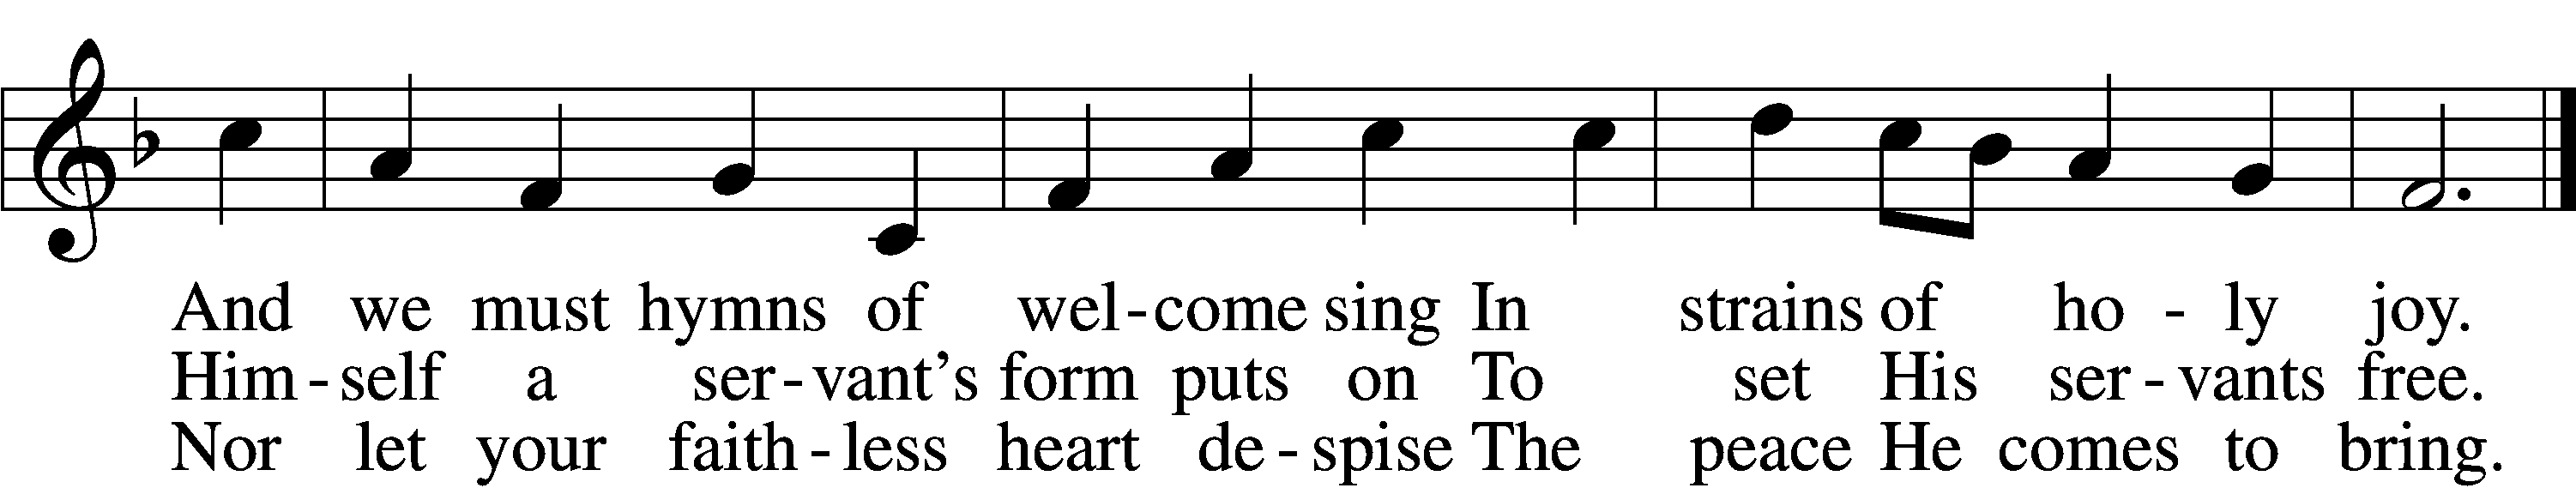 And we must hymns of wel-come sing In strains of ho - ly joy.
Him-self a ser-vant’s form puts on To set His ser-vants free.
Nor let your faith-less heart de-spise The peace He comes to bring.